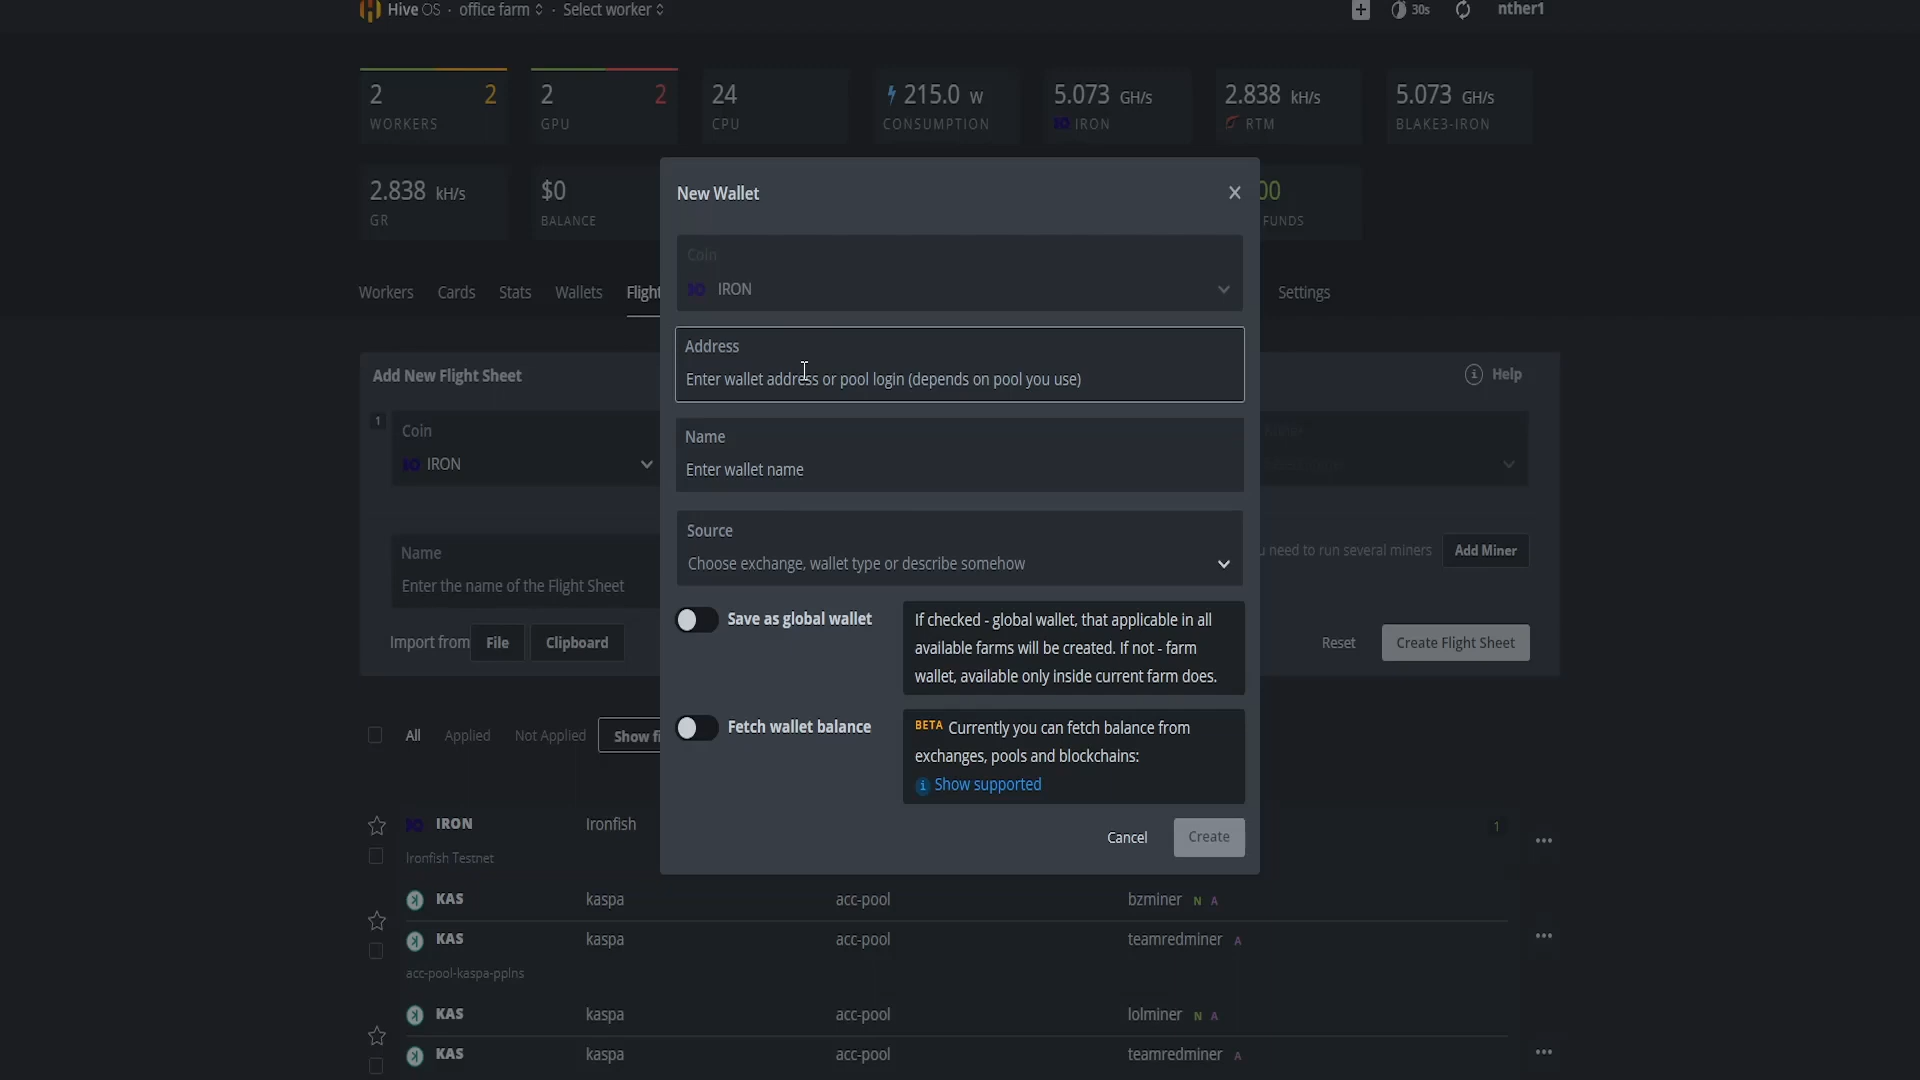 Hive OS · office farm · Select worker
30s
nther1
2 2
WORKERS
2 2
GPU
24
CPU
215.0 W
CONSUMPTION
5.073 GH/s
IRON
2.838 kH/s
RTM
5.073 GH/s
BLAKE3-IRON
2.838 kH/s
GR
$0
BALANCE
00
FUNDS
Workers Cards Stats Wallets Flight Settings
New Wallet
Coin
IRON
Address
Enter wallet address or pool login (depends on pool you use)
Name
Enter wallet name
Source
Choose exchange, wallet type or describe somehow
Save as global wallet
If checked - global wallet, that applicable in all
available farms will be created. If not - farm
wallet, available only inside current farm does.
Fetch wallet balance
BETA Currently you can fetch balance from
exchanges, pools and blockchains:
i Show supported
Cancel Create
Add New Flight Sheet
i Help
1
Coin
IRON
Name
Enter the name of the Flight Sheet
need to run several miners Add Miner
Import from File Clipboard
Reset Create Flight Sheet
All Applied Not Applied Show fi
IRON Ironfish 1
Ironfish Testnet
KAS kaspa acc-pool bzminer N A
KAS kaspa acc-pool teamredminer A
acc-pool-kaspa-pplns
KAS kaspa acc-pool lolminer N A
KAS kaspa acc-pool teamredminer A